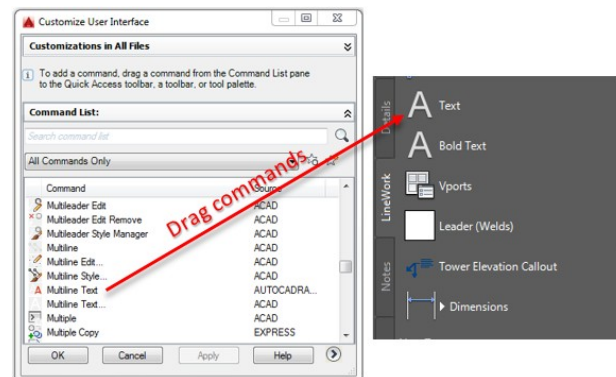 Customize User Interface
Customizations in All Files
To add a command, drag a command from the Command List pane
to the Quick Access toolbar, a toolbar, or tool palette.
Command List:
Search command list
All Commands Only
Command Source
Multileader Edit ACAD
Multileader Edit Remove ACAD
Multileader Style Manager ACAD
Multiline ACAD
Multiline Edit... ACAD
Multiline Style... ACAD
Multiline Text AUTOCADRA...
Multiline Text... ACAD
Multiple ACAD
Multiple Copy EXPRESS
OK Cancel Apply Help
Drag commands
Details
LineWork
Notes
Text
Bold Text
Vports
Leader (Welds)
Tower Elevation Callout
Dimensions